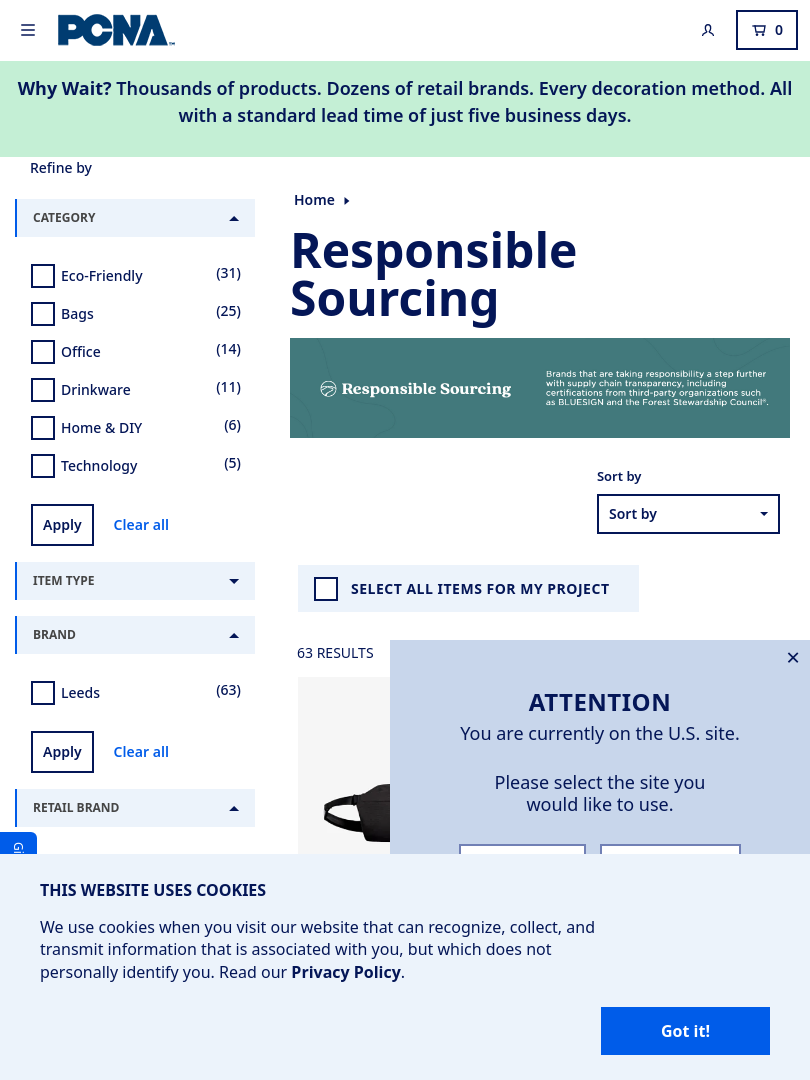 PCNA
0
Why Wait? Thousands of products. Dozens of retail brands. Every decoration method. All
with a standard lead time of just five business days.
Refine by
CATEGORY
Eco-Friendly (31)
Bags (25)
Office (14)
Drinkware (11)
Home & DIY (6)
Technology (5)
Apply Clear all
ITEM TYPE
BRAND
Leeds (63)
Apply Clear all
RETAIL BRAND
Home
Responsible
Sourcing
Responsible Sourcing
Brands that are taking responsibility a step further
with supply chain transparency, including
certifications from third-party organizations such
as BLUESIGN and the Forest Stewardship Council®.
Sort by
Sort by
SELECT ALL ITEMS FOR MY PROJECT
63 RESULTS
ATTENTION
You are currently on the U.S. site.
Please select the site you
would like to use.
THIS WEBSITE USES COOKIES
We use cookies when you visit our website that can recognize, collect, and
transmit information that is associated with you, but which does not
personally identify you. Read our Privacy Policy.
Got it!